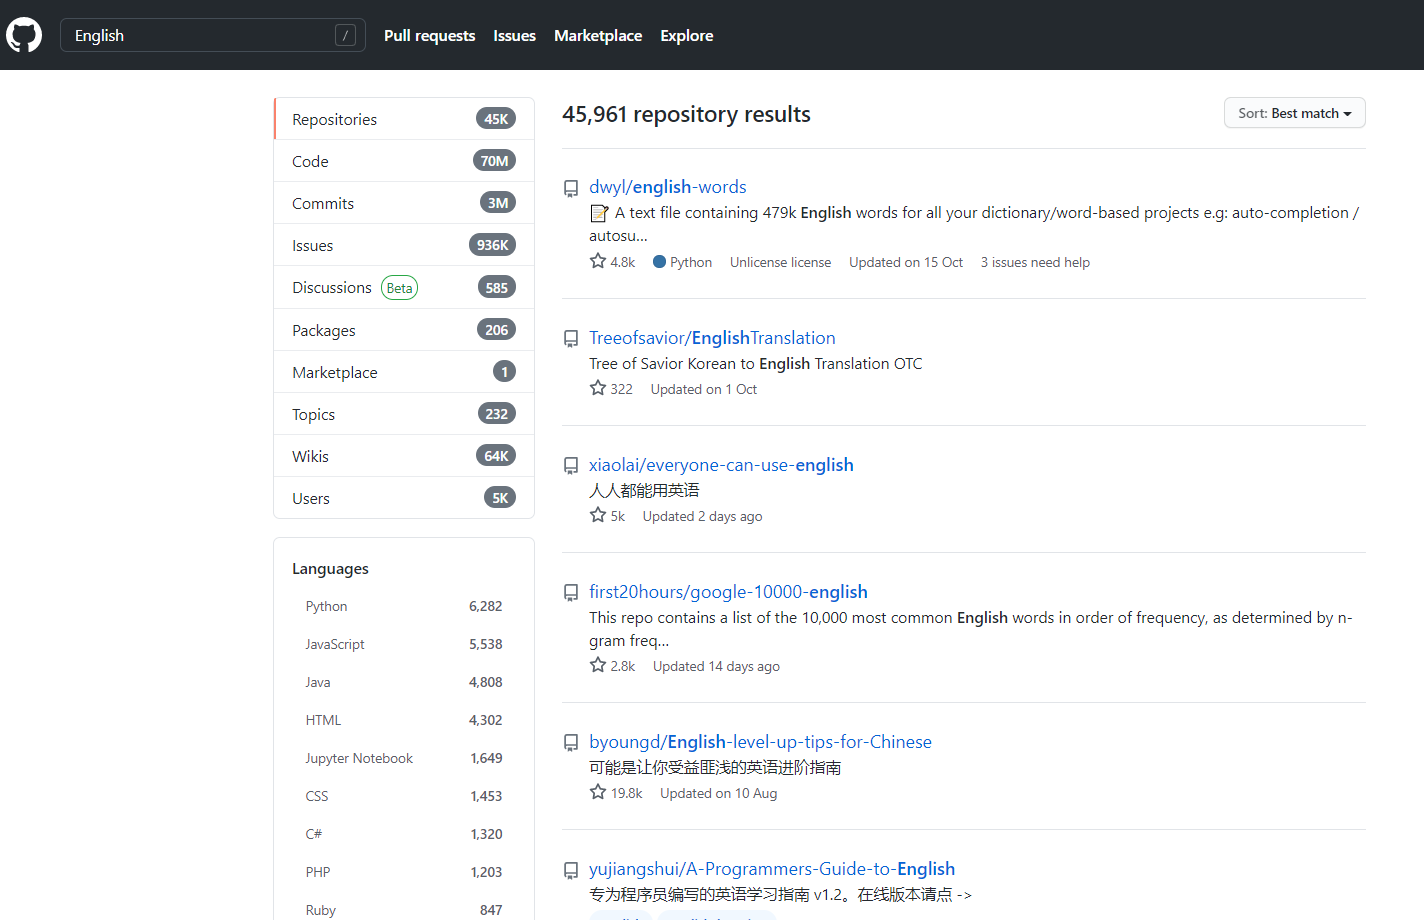 English /
Pull requests Issues Marketplace Explore
Repositories 45K
Code 70M
Commits 3M
Issues 936K
Discussions Beta 585
Packages 206
Marketplace 1
Topics 232
Wikis 64K
Users 5K
Languages
Python 6,282
JavaScript 5,538
Java 4,808
HTML 4,302
Jupyter Notebook 1,649
CSS 1,453
C# 1,320
PHP 1,203
Ruby 847
45,961 repository results
Sort: Best match
dwyl/english-words
📝 A text file containing 479k English words for all your dictionary/word-based projects e.g: auto-completion /
autosu...
4.8k Python Unlicense license Updated on 15 Oct 3 issues need help
Treeofsavior/EnglishTranslation
Tree of Savior Korean to English Translation OTC
322 Updated on 1 Oct
xiaolai/everyone-can-use-english
人人都能用英语
5k Updated 2 days ago
first20hours/google-10000-english
This repo contains a list of the 10,000 most common English words in order of frequency, as determined by n-
gram freq...
2.8k Updated 14 days ago
byoungd/English-level-up-tips-for-Chinese
可能是让你受益匪浅的英语进阶指南
19.8k Updated on 10 Aug
yujiangshui/A-Programmers-Guide-to-English
专为程序员编写的英语学习指南 v1.2。在线版本请点 ->